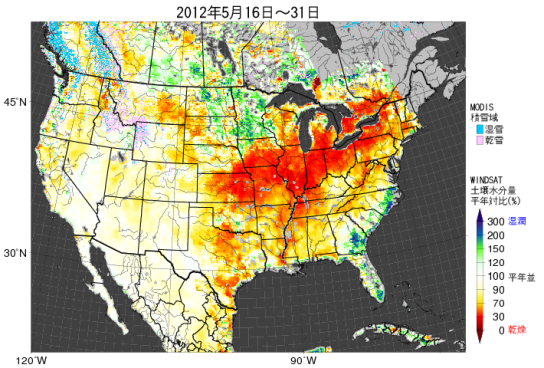 2012年5月16日～31日
45°N
30°N
120°W
90°W
MODIS
積雪域
湿雪
乾雪
WINDSAT
土壌水分量
平年対比(%)
300 湿潤
200
150
120
100 平年並
90
70
30
0 乾燥